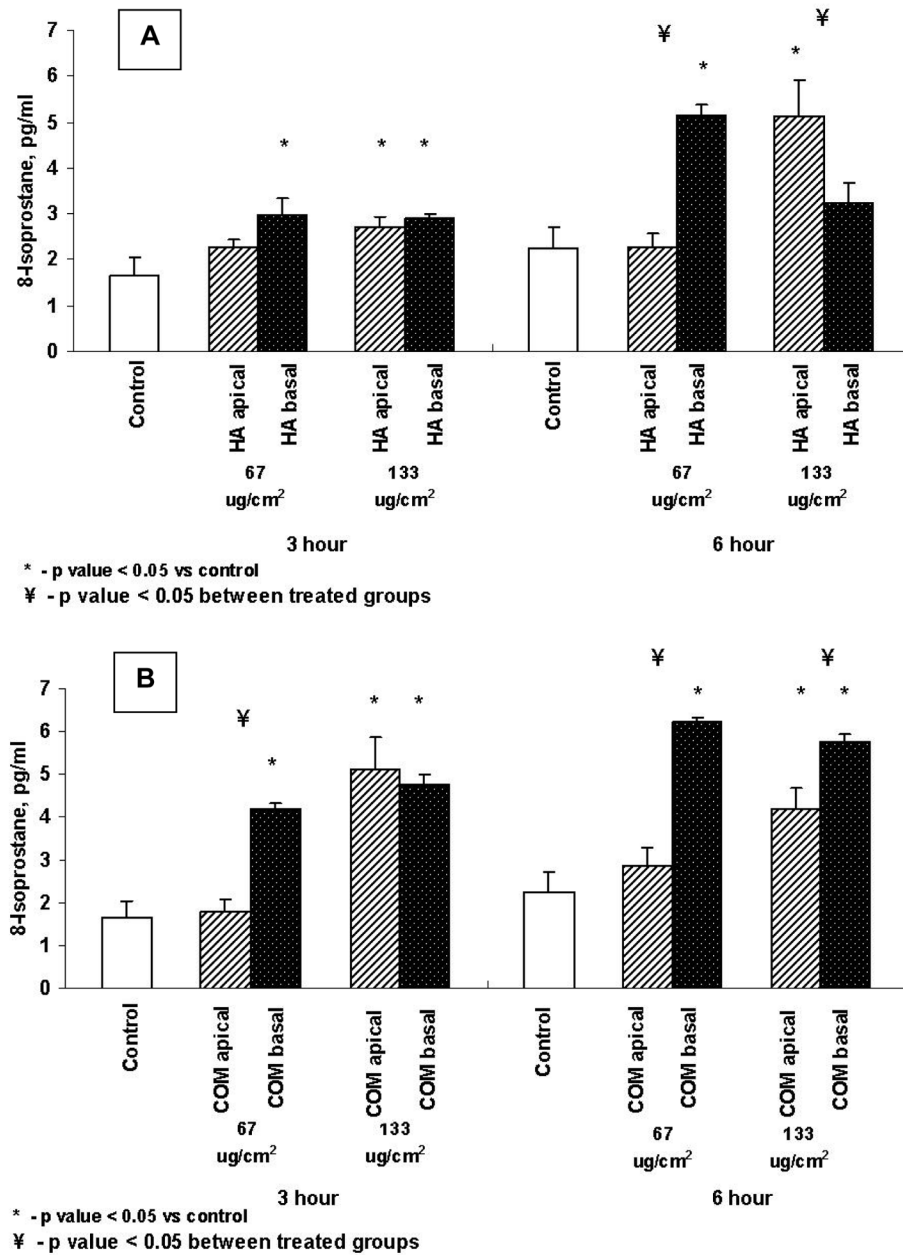 A
8-Isoprostane, pg/ml
7
6
5
4
3
2
1
0
¥
¥
*
*
*
*
*
Control
HA apical
HA basal
HA apical
HA basal
Control
HA apical
HA basal
HA apical
HA basal
67
ug/cm²
133
ug/cm²
67
ug/cm²
133
ug/cm²
3 hour
6 hour
* - p value < 0.05 vs control
¥ - p value < 0.05 between treated groups
B
8-Isoprostane, pg/ml
7
6
5
4
3
2
1
0
¥
¥
¥
*
*
*
*
*
*
Control
COM apical
COM basal
COM apical
COM basal
Control
COM apical
COM basal
COM apical
COM basal
67
ug/cm²
133
ug/cm²
67
ug/cm²
133
ug/cm²
3 hour
6 hour
* - p value < 0.05 vs control
¥ - p value < 0.05 between treated groups